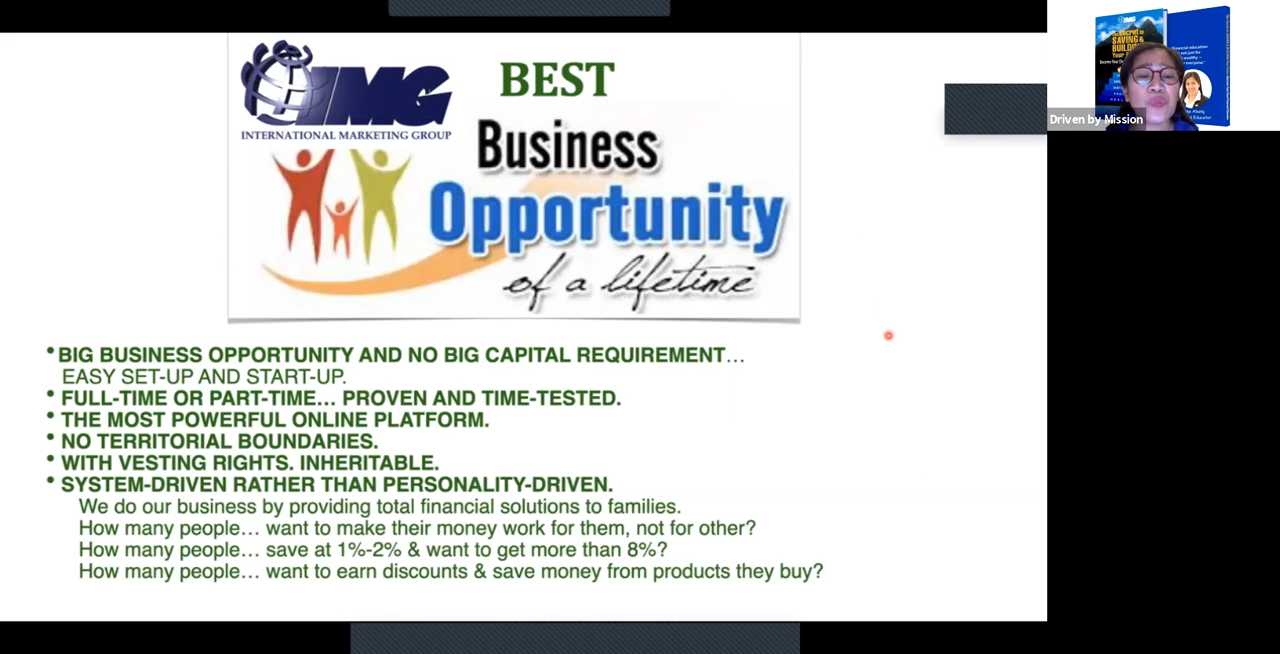 IMG
INTERNATIONAL MARKETING GROUP
BEST
Business
Opportunity
of a lifetime
•BIG BUSINESS OPPORTUNITY AND NO BIG CAPITAL REQUIREMENT…
EASY SET-UP AND START-UP.
• FULL-TIME OR PART-TIME… PROVEN AND TIME-TESTED.
• THE MOST POWERFUL ONLINE PLATFORM.
• NO TERRITORIAL BOUNDARIES.
• WITH VESTING RIGHTS. INHERITABLE.
• SYSTEM-DRIVEN RATHER THAN PERSONALITY-DRIVEN.
We do our business by providing total financial solutions to families.
How many people… want to make their money work for them, not for other?
How many people… save at 1%-2% & want to get more than 8%?
How many people… want to earn discounts & save money from products they buy?
IMG
SAVING &
Your
Driven by Mission
Educator